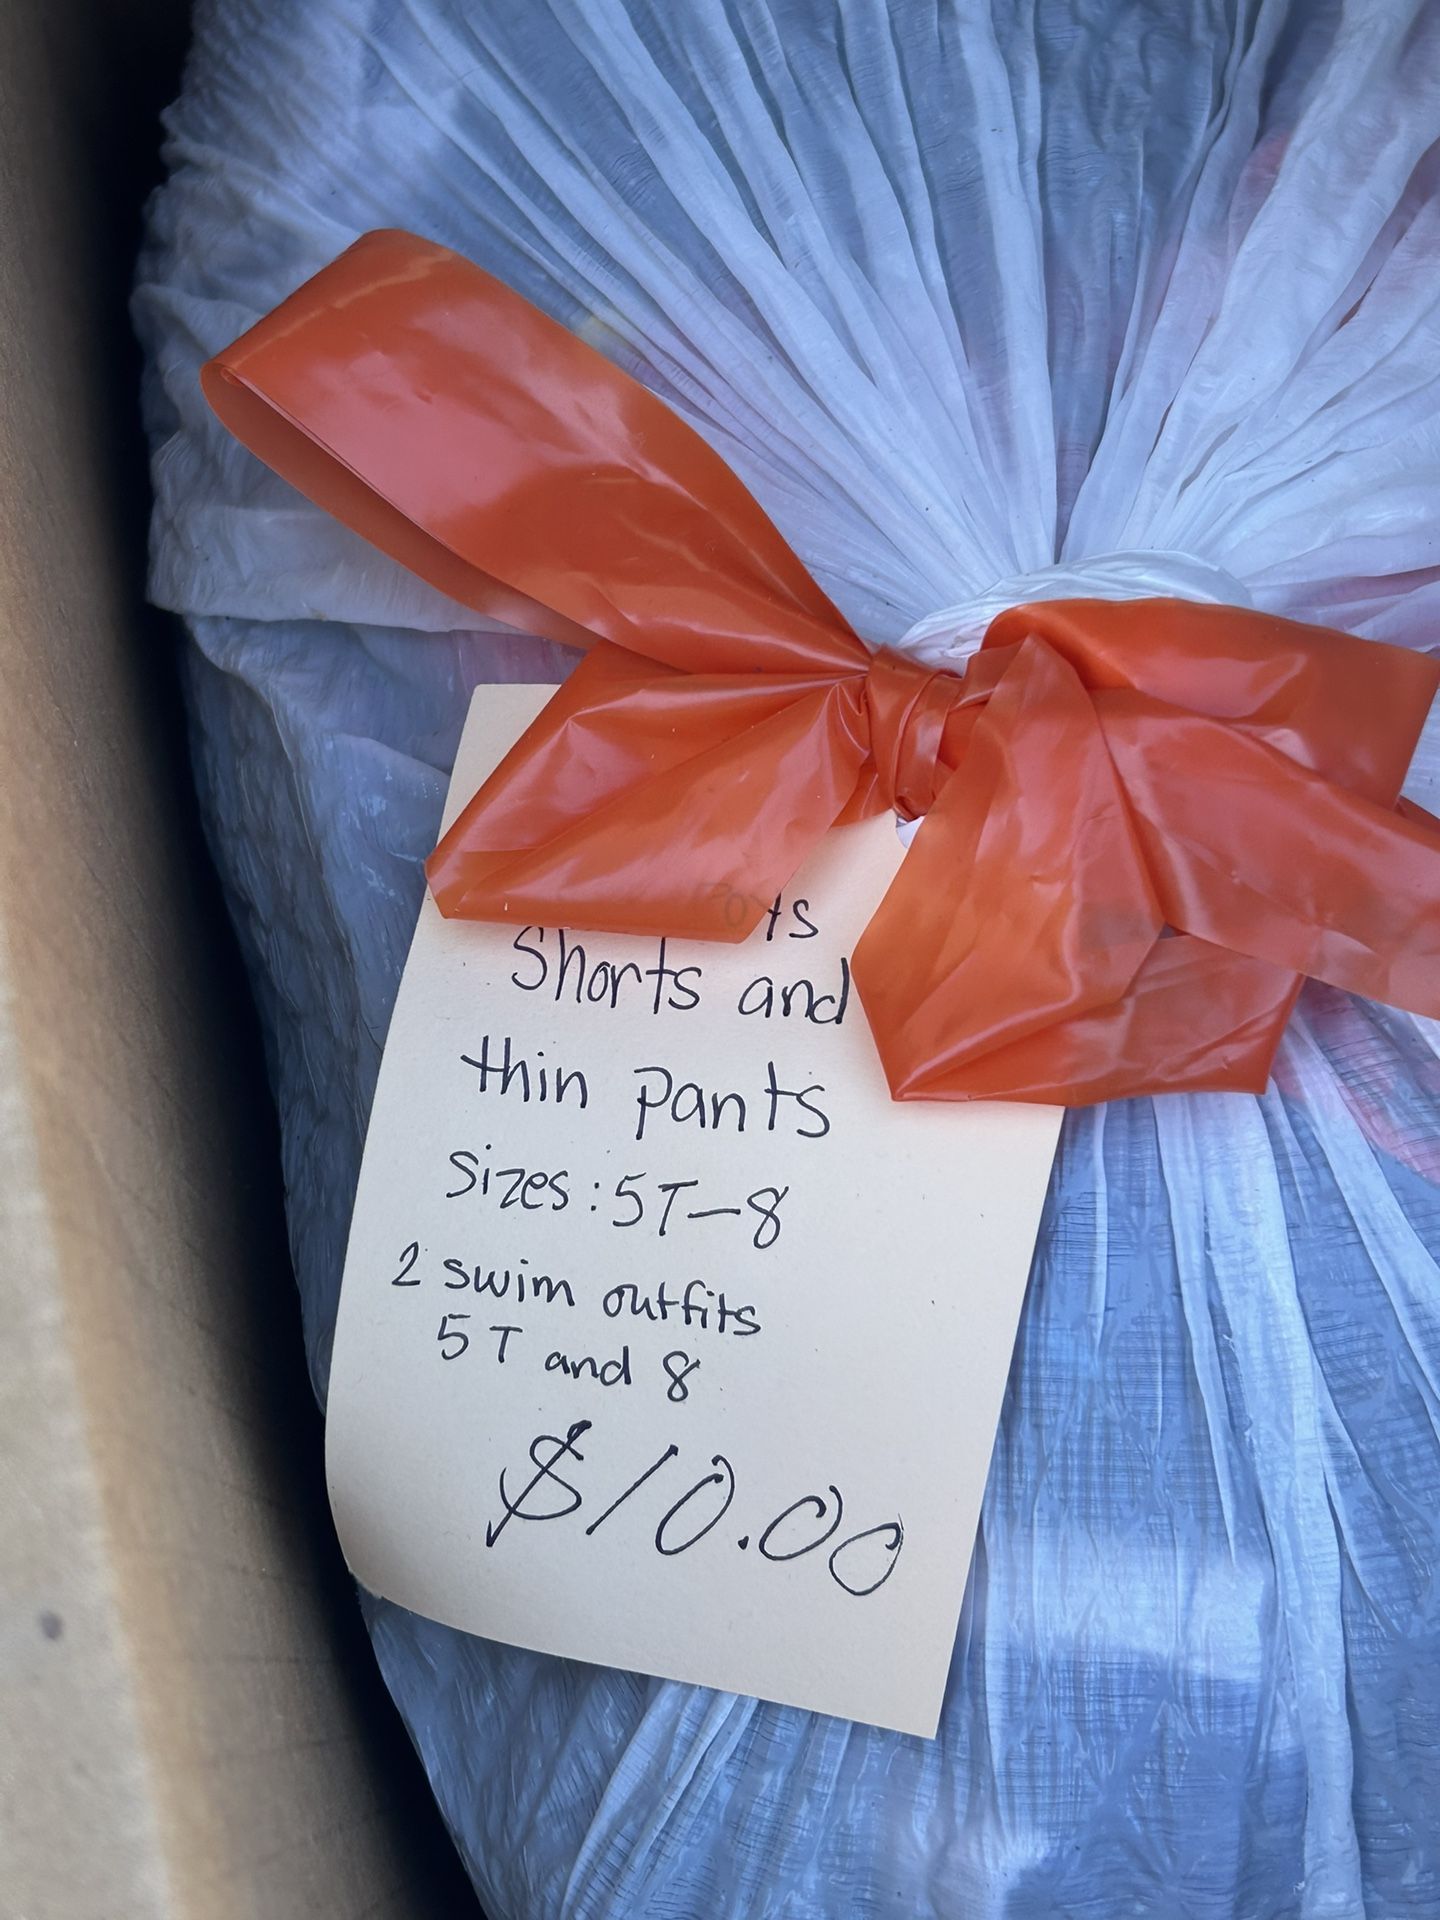 Shorts and
thin pants
sizes: 5T-8
2 swim outfits
5T and 8
$10.00